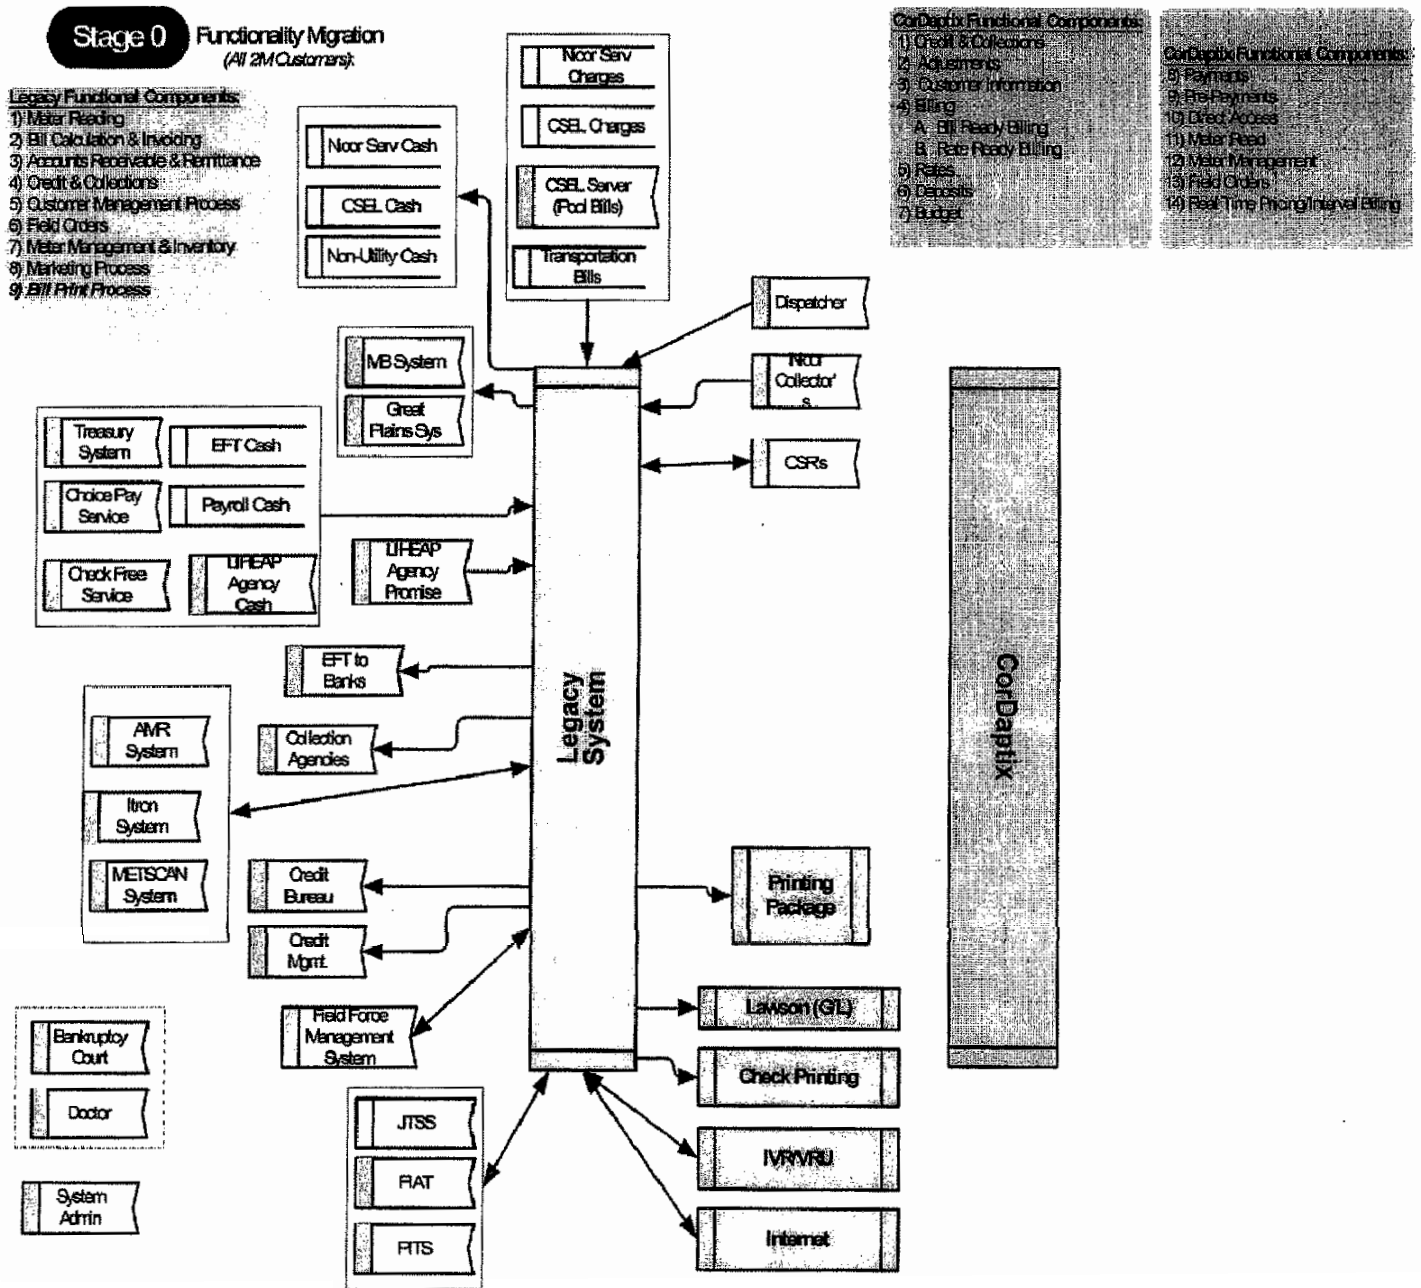 Stage 0
Functionality Migration
(All 2M Customers):
Legacy Functional Components:
1) Meter Reading
2) Bill Calculation & Invoicing
3) Accounts Receivable & Remittance
4) Credit & Collections
5) Customer Management Process
6) Field Orders
7) Meter Management & Inventory
8) Marketing Process
9) Bill Print Process
Nicor Serv Cash
CSEL Cash
Non-Utility Cash
Nicor Serv
Charges
CSEL Charges
CSEL Server
(Pool Bills)
Transportation
Bills
CorDaptix Functional Components:
1) Credit & Collections
2) Adjustments
3) Customer Information
4) Billing
A. Bill Ready Billing
B. Rate Ready Billing
5) Rates
6) Deposits
7) Budget
CorDaptix Functional Components:
8) Payments
9) Pre-Payments
10) Direct Access
11) Meter Read
12) Meter Management
13) Field Orders
14) Real Time Pricing/Interval Billing
Dispatcher
Nicor
Collector'
s
CSR's
MB System
Great
Plains Sys
Treasury
System
EFT Cash
Choice Pay
Service
Payroll Cash
Check Free
Service
LIHEAP
Agency
Cash
LIHEAP
Agency
Promise
EFT to
Banks
Collection
Agencies
AMR
System
Itron
System
METSCAN
System
Credit
Bureau
Credit
Mgmt.
Field Force
Management
System
Legacy
System
CorDaptix
Printing
Package
Lawson (G/L)
Check Printing
IVR/VRU
Internet
Bankruptcy
Court
Doctor
System
Admin
JTSS
FIAT
PITS